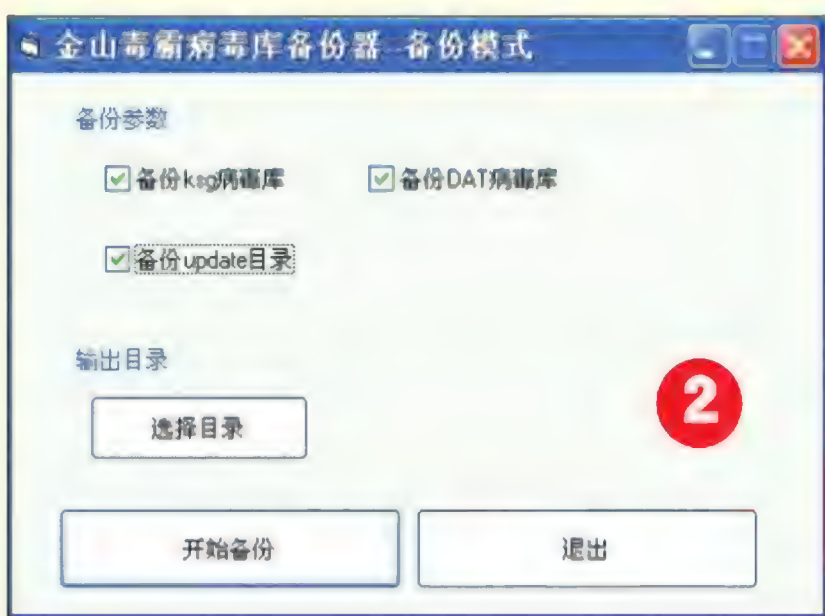 金山毒霸病毒库备份器 备份模式
备份参数
备份ksg病毒库 备份DAT病毒库
备份update目录
输出目录
选择目录
2
开始备份 退出